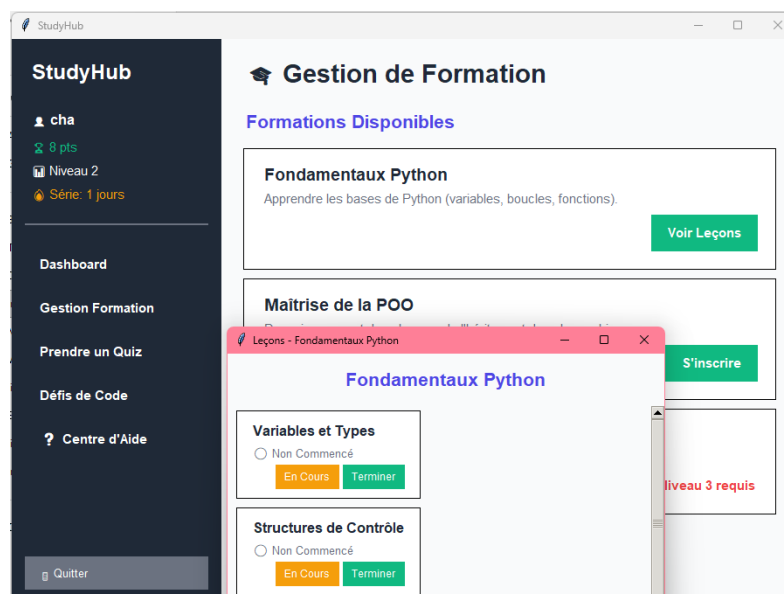 StudyHub
StudyHub
cha
8 pts
Niveau 2
Série: 1 jours
Dashboard
Gestion Formation
Prendre un Quiz
Défis de Code
? Centre d'Aide
Quitter
Gestion de Formation
Formations Disponibles
Fondamentaux Python
Apprendre les bases de Python (variables, boucles, fonctions).
Voir Leçons
Maîtrise de la POO
S'inscrire
Niveau 3 requis
Leçons - Fondamentaux Python
Fondamentaux Python
Variables et Types
Non Commencé
En Cours Terminer
Structures de Contrôle
Non Commencé
En Cours Terminer